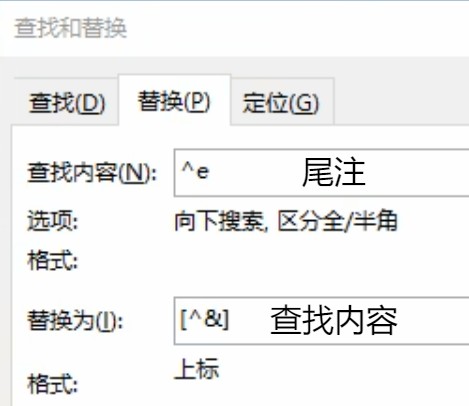 查找和替换
查找(D) 替换(P) 定位(G)
查找内容(N): ^e 尾注
选项: 向下搜索, 区分全/半角
格式:
替换为(I): [^&] 查找内容
格式: 上标